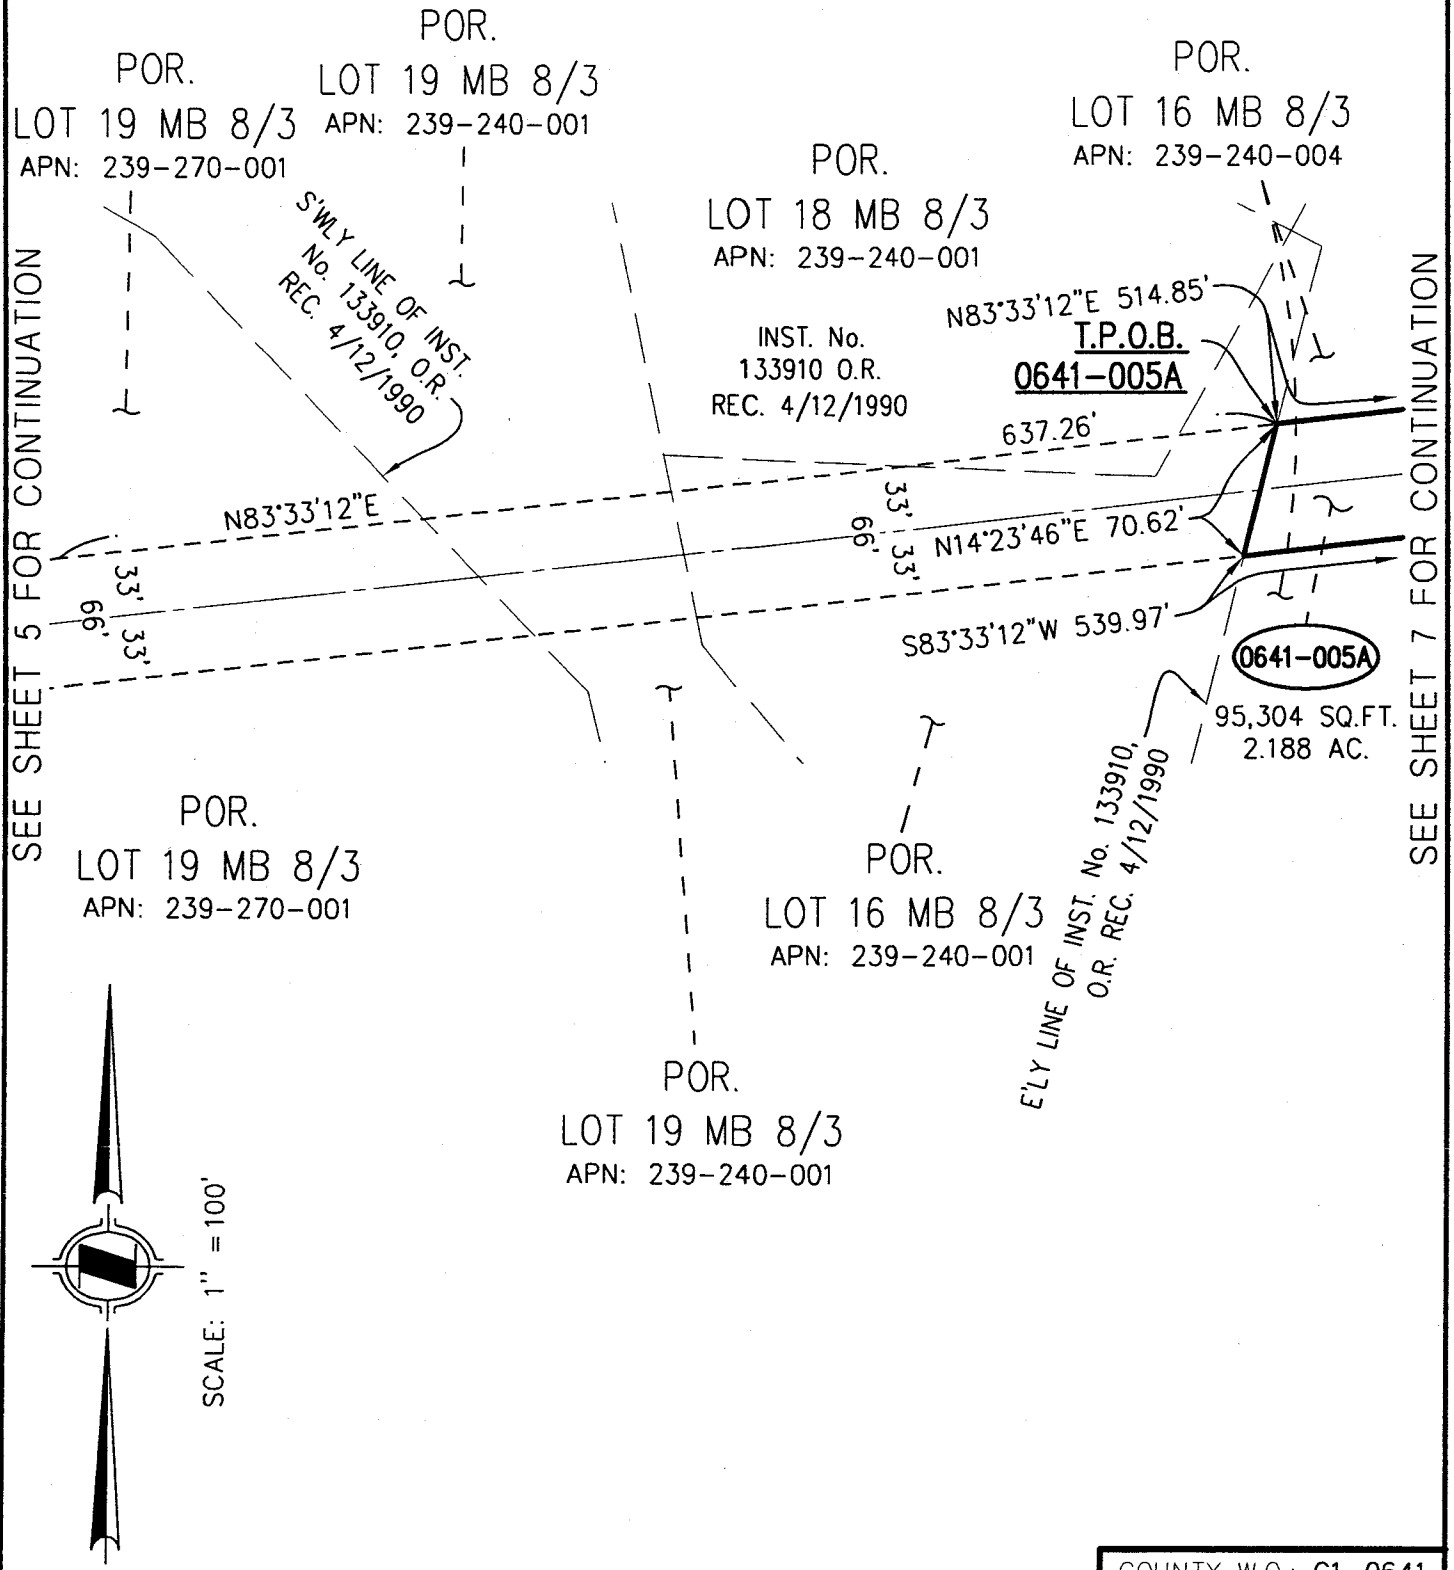 POR.
LOT 19 MB 8/3
APN: 239-270-001
POR.
LOT 19 MB 8/3
APN: 239-240-001
POR.
LOT 18 MB 8/3
APN: 239-240-001
POR.
LOT 16 MB 8/3
APN: 239-240-004
SEE SHEET 5 FOR CONTINUATION
S'WLY LINE OF INST.
No. 133910, O.R.
REC. 4/12/1990
INST. No.
133910 O.R.
REC. 4/12/1990
N83°33'12"E 514.85'
T.P.O.B.
0641-005A
637.26'
N83°33'12"E
33'
66'
33'
33'
66'
33'
N14°23'46"E 70.62'
S83°33'12"W 539.97'
0641-005A
95,304 SQ.FT.
2.188 AC.
SEE SHEET 7 FOR CONTINUATION
E'LY LINE OF INST. No. 133910,
O.R. REC. 4/12/1990
POR.
LOT 19 MB 8/3
APN: 239-270-001
POR.
LOT 16 MB 8/3
APN: 239-240-001
POR.
LOT 19 MB 8/3
APN: 239-240-001
SCALE: 1" = 100'
COUNTY W.O.: C1-0641